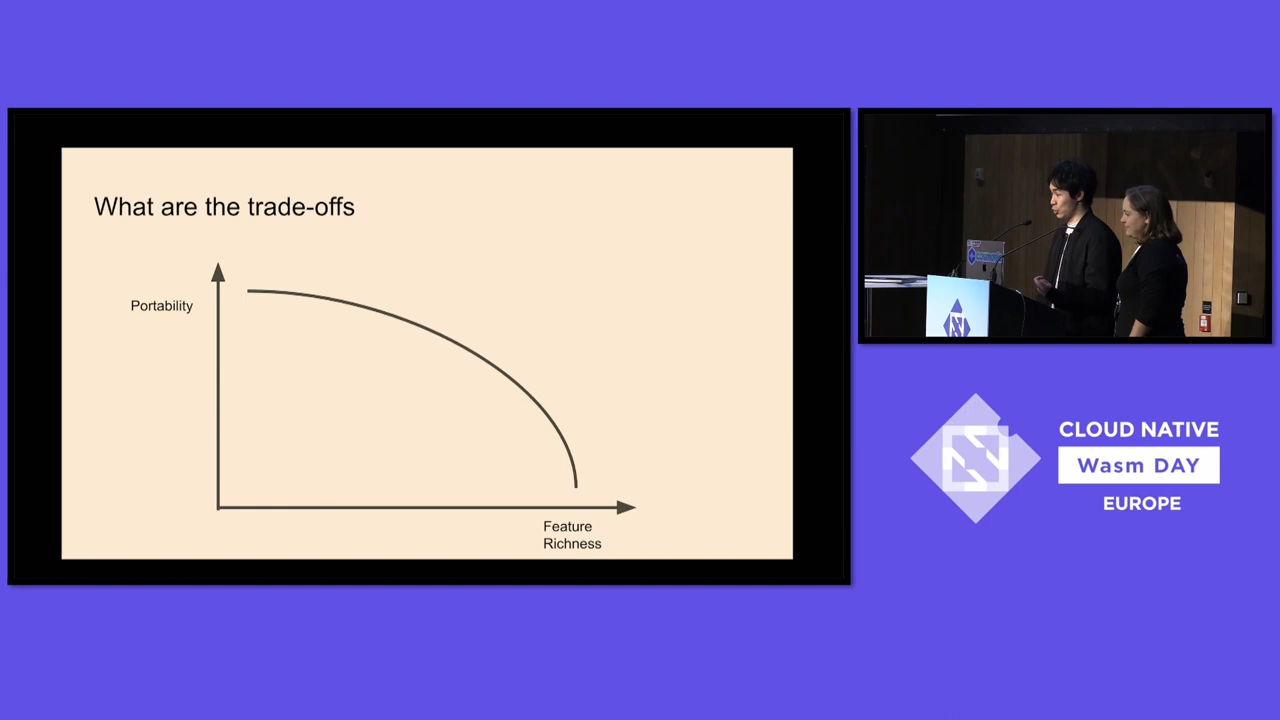 What are the trade-offs
Portability
Feature
Richness
CLOUD NATIVE
Wasm DAY
EUROPE